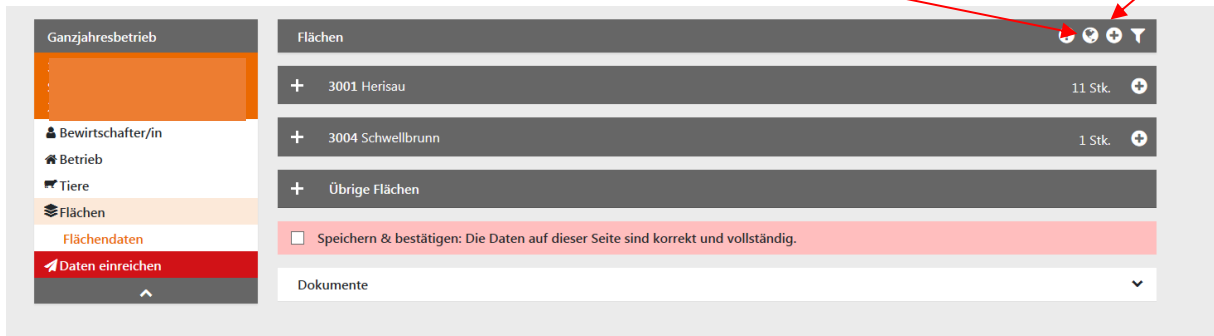 Ganzjahresbetrieb
Bewirtschafter/in
Betrieb
Tiere
Flächen
Flächendaten
Daten einreichen
Flächen
3001 Herisau 11 Stk.
3004 Schwellbrunn 1 Stk.
Übrige Flächen
Speichern & bestätigen: Die Daten auf dieser Seite sind korrekt und vollständig.
Dokumente